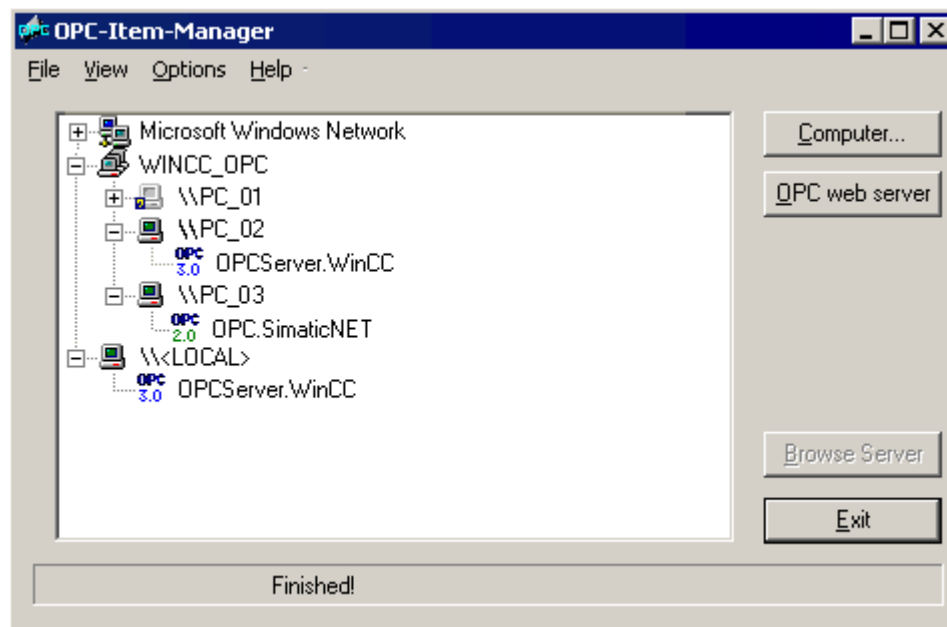 OPC OPC-Item-Manager
File View Options Help
Microsoft Windows Network
WINCC_OPC
\\PC_01
\\PC_02
OPC 3.0 OPCServer.WinCC
\\PC_03
OPC 2.0 OPC.SimaticNET
\\<LOCAL>
OPC 3.0 OPCServer.WinCC
Computer...
OPC web server
Browse Server
Exit
Finished!